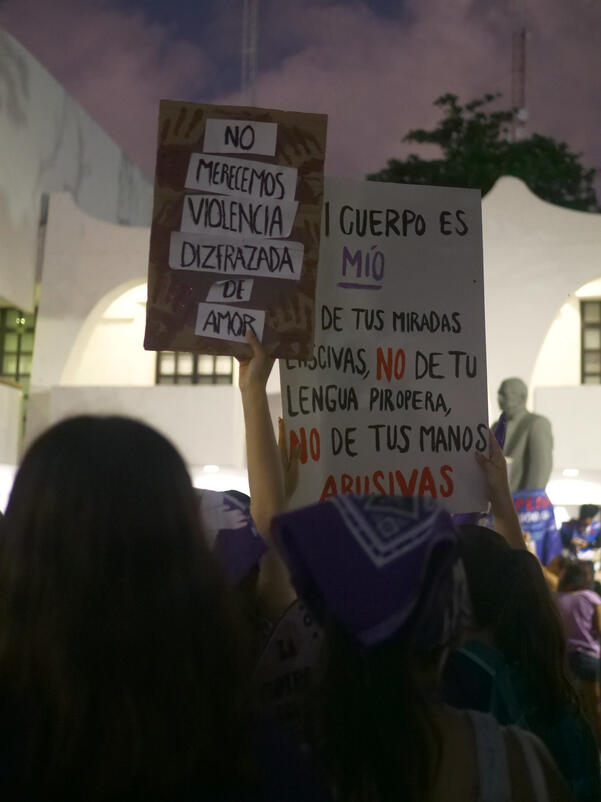 NO
MERECEMOS
VIOLENCIA
DIZFRAZADA
DE
AMOR
I CUERPO ES
MÍO
DE TUS MIRADAS
LASCIVAS, NO DE TU
LENGUA PIROPERA,
NO DE TUS MANOS
ABUSIVAS
LA